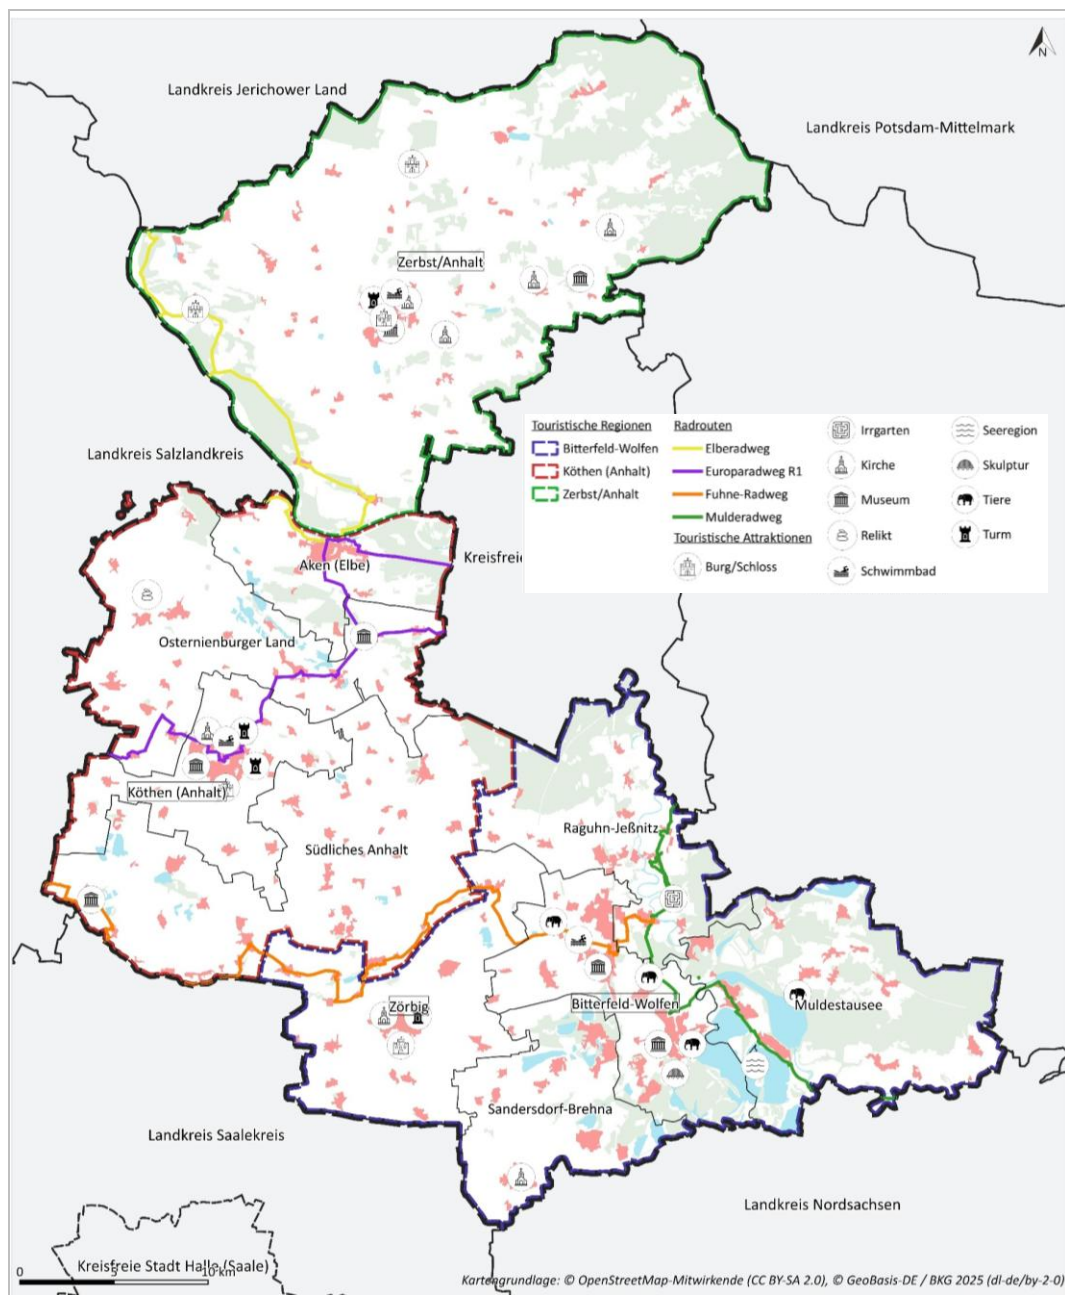 N
Landkreis Jerichower Land
Landkreis Potsdam-Mittelmark
Zerbst/Anhalt
Landkreis Salzlandkreis
Touristische Regionen
Bitterfeld-Wolfen
Köthen (Anhalt)
Zerbst/Anhalt
Radrouten
Elberadweg
Europaradweg R1
Fuhne-Radweg
Mulderadweg
Touristische Attraktionen
Burg/Schloss
Irrgarten
Kirche
Museum
Relikt
Schwimmbad
Seeregion
Skulptur
Tiere
Turm
Kreisfreie
Aken (Elbe)
Osternienburger Land
Köthen (Anhalt)
Südliches Anhalt
Raguhn-Jeßnitz
Muldestausee
Bitterfeld-Wolfen
Zörbig
Sandersdorf-Brehna
Landkreis Saalekreis
Landkreis Nordsachsen
Kreisfreie Stadt Halle (Saale)
0 5 10 km
Kartengrundlage: © OpenStreetMap-Mitwirkende (CC BY-SA 2.0), © GeoBasis-DE / BKG 2025 (dl-de/by-2-0)